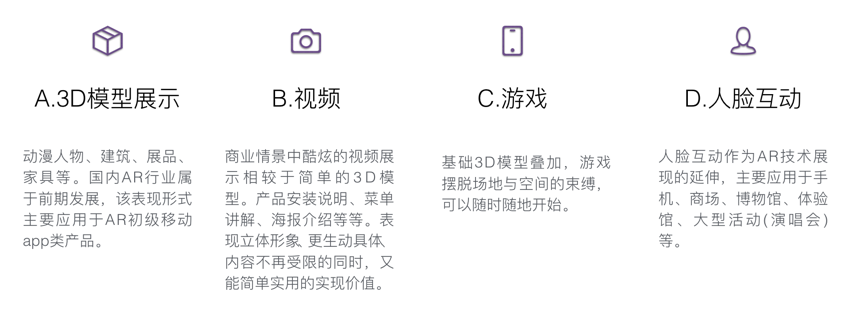 A.3D模型展示
动漫人物、建筑、展品、
家具等。国内AR行业属
于前期发展，该表现形式
主要应用于AR初级移动
app类产品。
B.视频
商业情景中酷炫的视频展
示相较于简单的3D模
型。产品安装说明、菜单
讲解、海报介绍等等。表
现立体形象、更生动具体、
内容不再受限的同时，又
能简单实用的实现价值。
C.游戏
基础3D模型叠加，游戏
摆脱场地与空间的束缚，
可以随时随地开始。
D.人脸互动
人脸互动作为AR技术展
现的延伸，主要应用于手
机、商场、博物馆、体验
馆、大型活动(演唱会)
等。